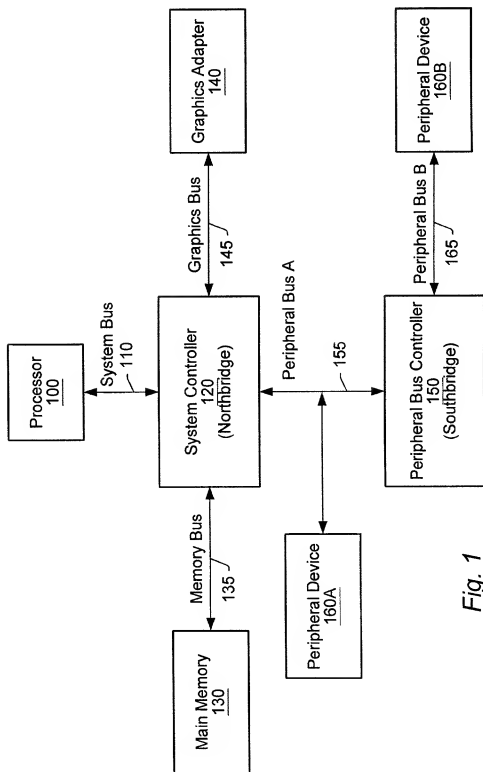 Processor
100
System Bus
110
Main Memory
130
Memory Bus
135
System Controller
120
(Northbridge)
Graphics Bus
145
Graphics Adapter
140
Peripheral Bus A
155
Peripheral Device
160A
Peripheral Bus Controller
150
(Southbridge)
Peripheral Bus B
165
Peripheral Device
160B
Fig. 1